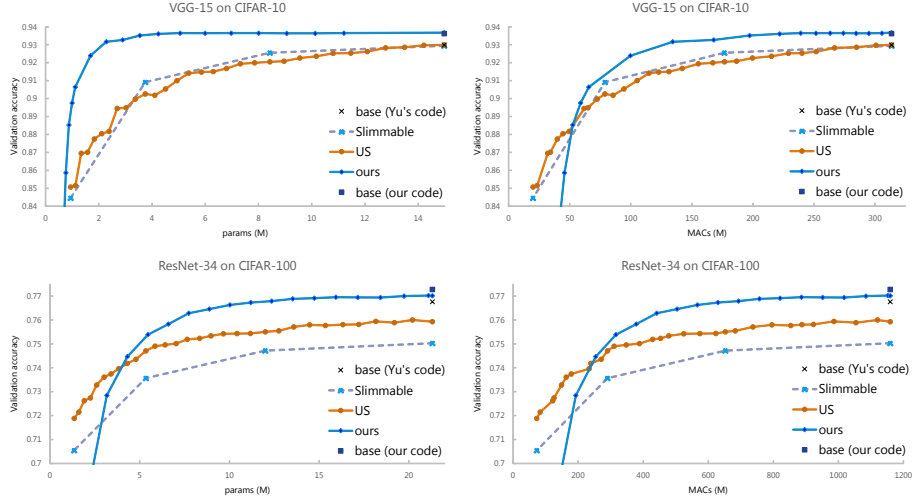 VGG-15 on CIFAR-10
0.94
0.93
0.92
0.91
0.9
0.89
0.88
0.87
0.86
0.85
0.84
Validation accuracy
base (Yu's code)
Slimmable
US
ours
base (our code)
0 2 4 6 8 10 12 14
params (M)
VGG-15 on CIFAR-10
0.94
0.93
0.92
0.91
0.9
0.89
0.88
0.87
0.86
0.85
0.84
Validation accuracy
base (Yu's code)
Slimmable
US
ours
base (our code)
0 50 100 150 200 250 300
MACs (M)
ResNet-34 on CIFAR-100
0.77
0.76
0.75
0.74
0.73
0.72
0.71
0.7
Validation accuracy
base (Yu's code)
Slimmable
US
ours
base (our code)
0 5 10 15 20
params (M)
ResNet-34 on CIFAR-100
0.77
0.76
0.75
0.74
0.73
0.72
0.71
0.7
Validation accuracy
base (Yu's code)
Slimmable
US
ours
base (our code)
0 200 400 600 800 1000 1200
MACs (M)